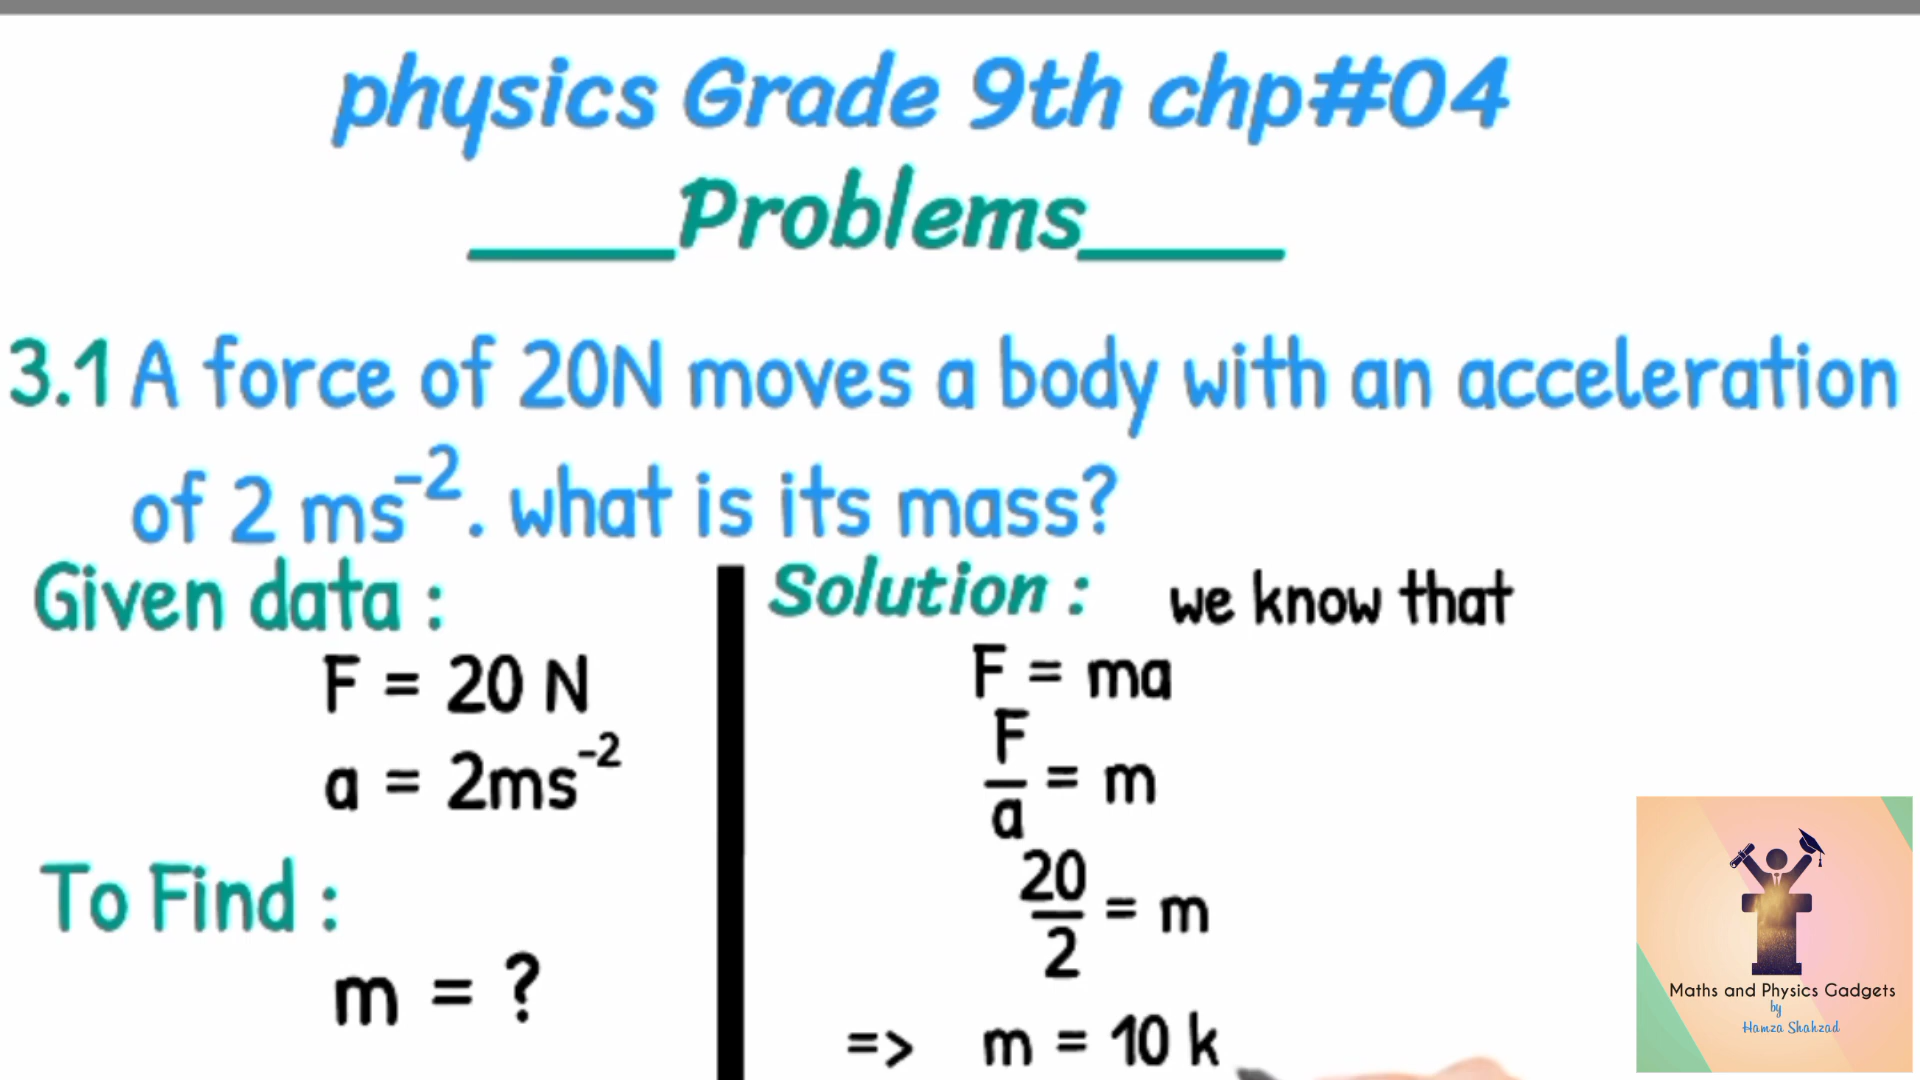 physics Grade 9th chp#04
____Problems____
3.1 A force of 20N moves a body with an acceleration
of 2 ms⁻². what is its mass?
Given data :
F = 20 N
a = 2ms⁻²
To Find :
m = ?
Solution : we know that
F = ma
F/a = m
20/2 = m
=> m = 10 k
Maths and Physics Gadgets
by
Hamza Shahzad